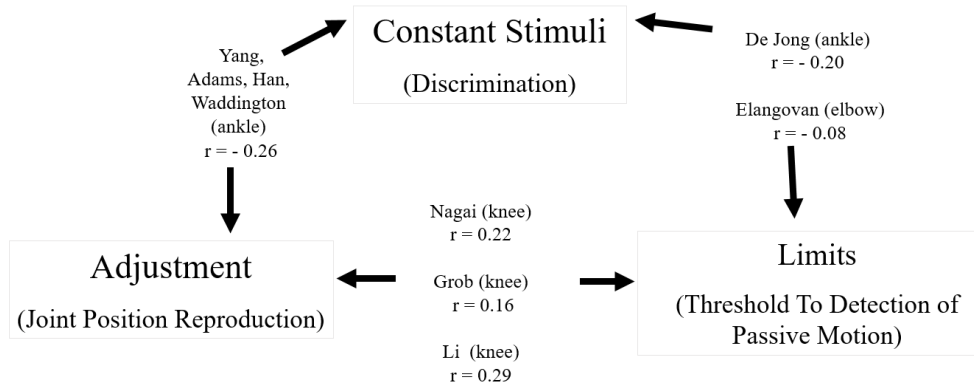 Constant Stimuli
(Discrimination)
Yang,
Adams, Han,
Waddington
(ankle)
r = - 0.26
De Jong (ankle)
r = - 0.20
Elangovan (elbow)
r = - 0.08
Nagai (knee)
r = 0.22
Grob (knee)
r = 0.16
Li (knee)
r = 0.29
Adjustment
(Joint Position Reproduction)
Limits
(Threshold To Detection of
Passive Motion)